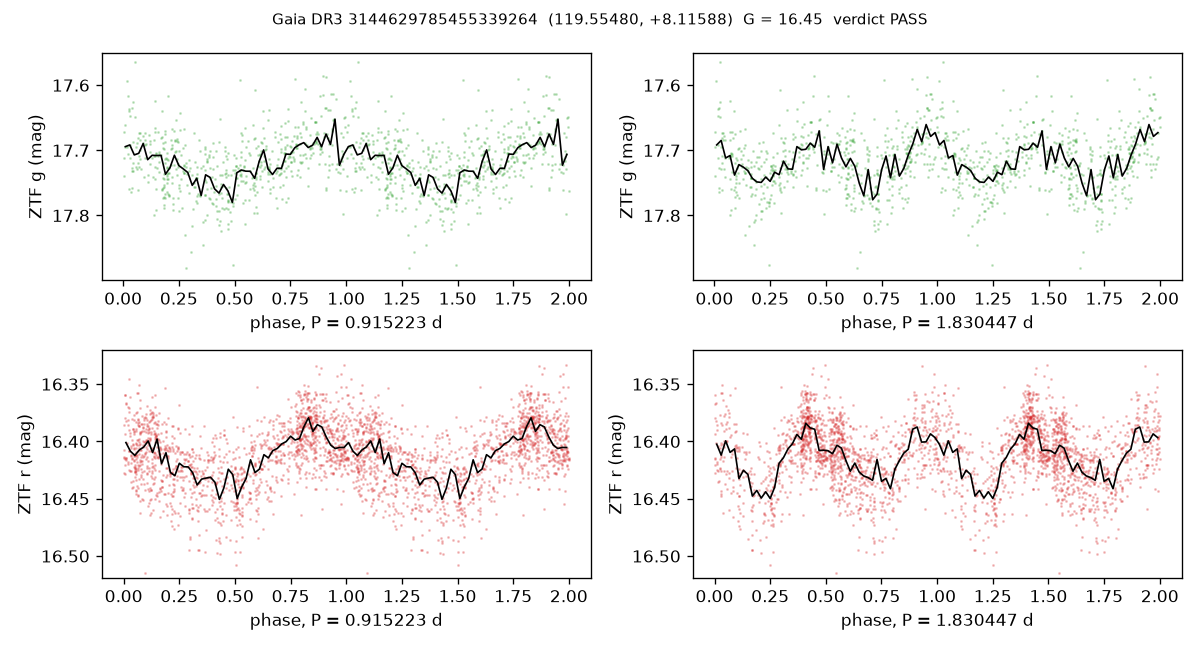 Gaia DR3 3144629785455339264  (119.55480, +8.11588)  G = 16.45  verdict PASS
ZTF g (mag)
17.6
17.7
17.8
0.00 0.25 0.50 0.75 1.00 1.25 1.50 1.75 2.00
phase, P = 0.915223 d
ZTF g (mag)
17.6
17.7
17.8
0.00 0.25 0.50 0.75 1.00 1.25 1.50 1.75 2.00
phase, P = 1.830447 d
ZTF r (mag)
16.35
16.40
16.45
16.50
0.00 0.25 0.50 0.75 1.00 1.25 1.50 1.75 2.00
phase, P = 0.915223 d
ZTF r (mag)
16.35
16.40
16.45
16.50
0.00 0.25 0.50 0.75 1.00 1.25 1.50 1.75 2.00
phase, P = 1.830447 d